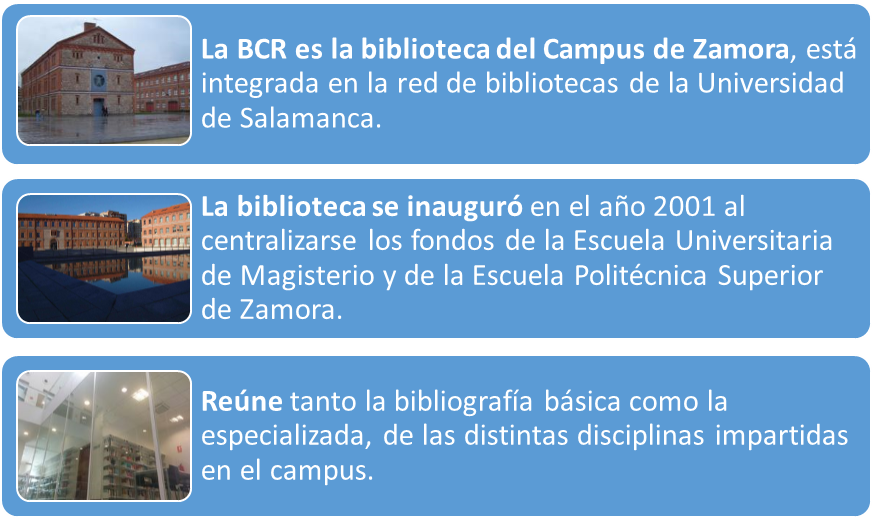 La BCR es la biblioteca del Campus de Zamora, está
integrada en la red de bibliotecas de la Universidad
de Salamanca.
La biblioteca se inauguró en el año 2001 al
centralizarse los fondos de la Escuela Universitaria
de Magisterio y de la Escuela Politécnica Superior
de Zamora.
Reúne tanto la bibliografía básica como la
especializada, de las distintas disciplinas impartidas
en el campus.